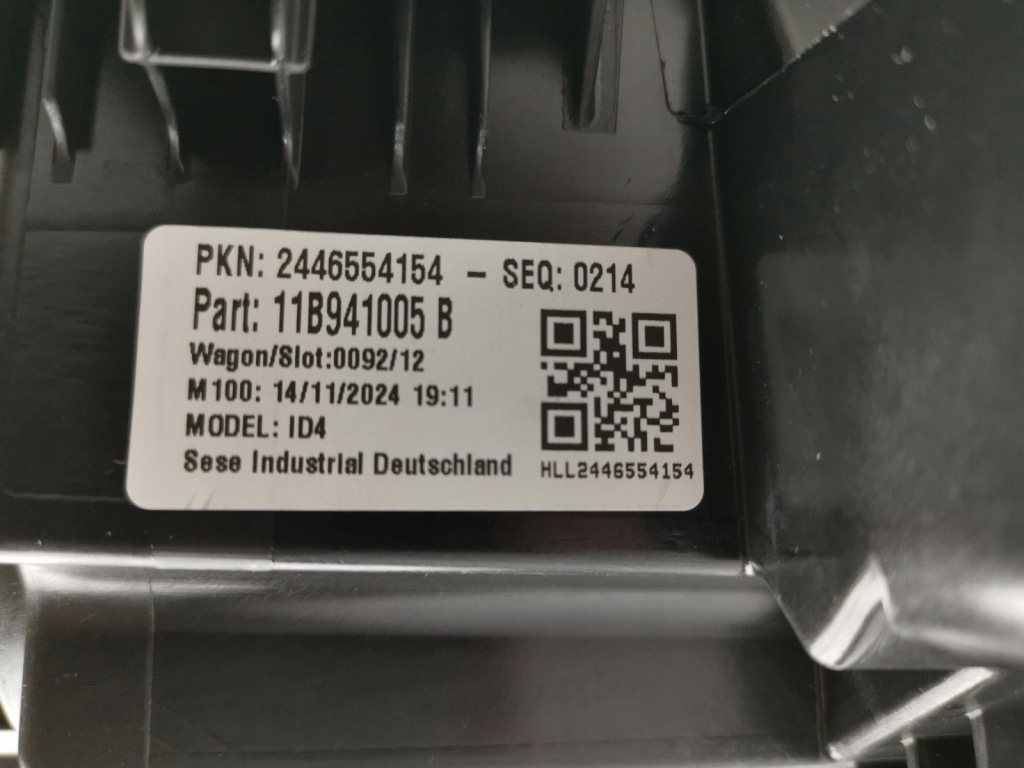 PKN: 2446554154 - SEQ: 0214
Part: 11B941005 B
Wagon/Slot:0092/12
M100: 14/11/2024 19:11
MODEL: ID4
Sese Industrial Deutschland
HLL2446554154